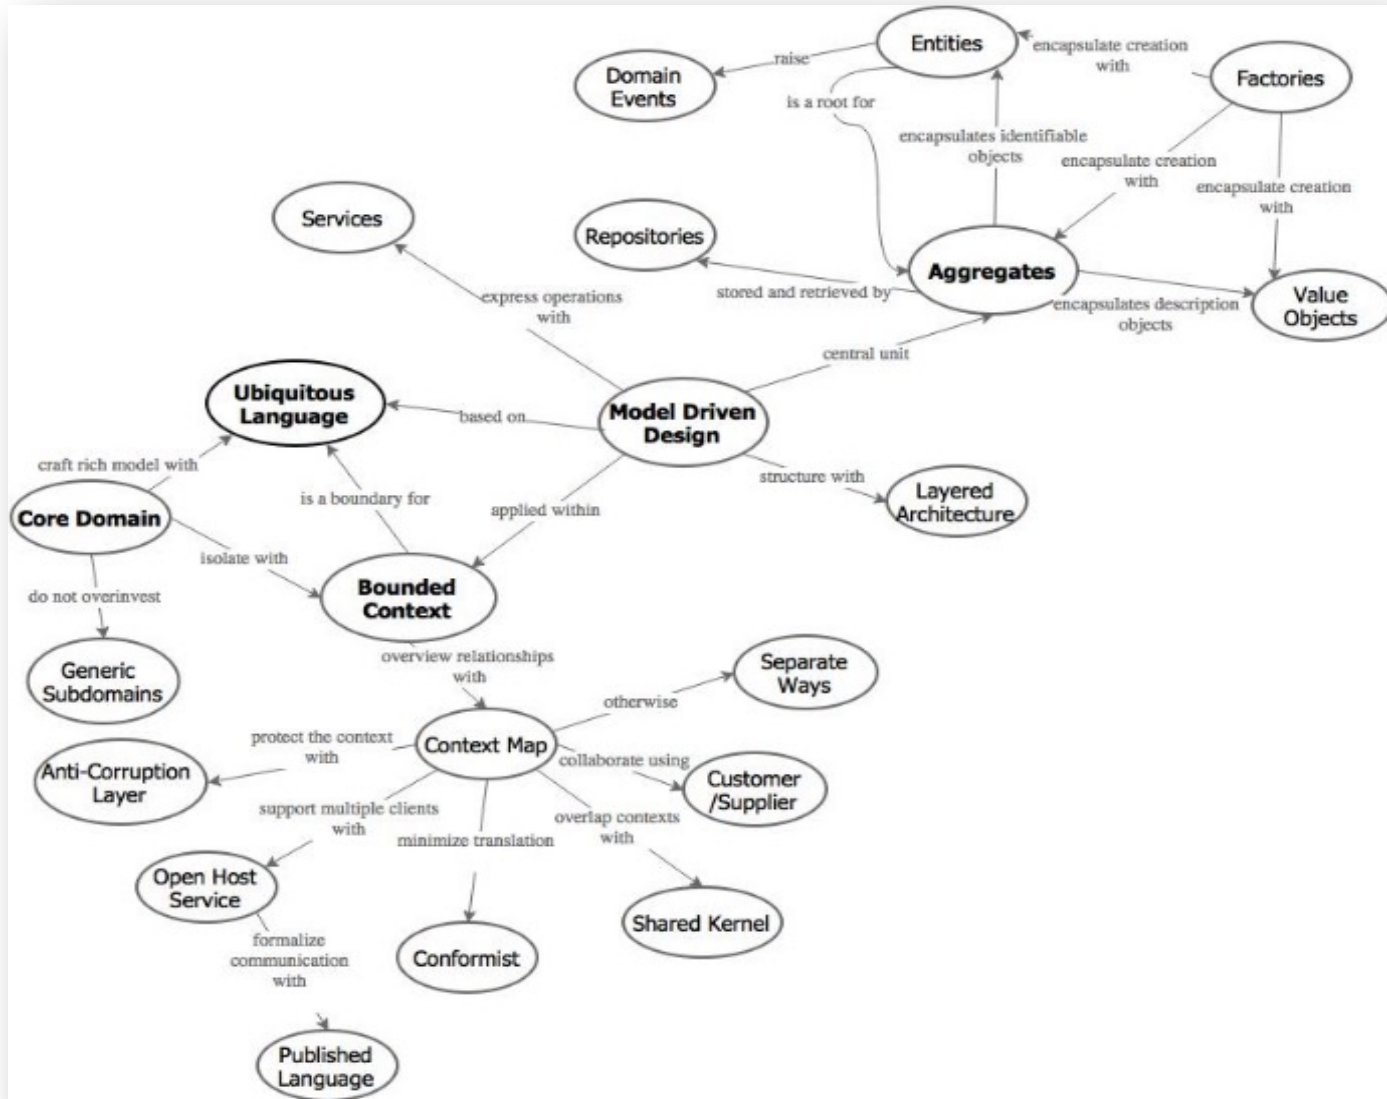 Entities
encapsulate creation
with
Factories
raise
Domain
Events
is a root for
encapsulates identifiable
objects
encapsulate creation
with
encapsulate creation
with
Services
Repositories
Aggregates
stored and retrieved by
encapsulates description
objects
Value
Objects
express operations
with
central unit
Ubiquitous
Language
based on
Model Driven
Design
craft rich model with
is a boundary for
structure with
Layered
Architecture
Core Domain
applied within
isolate with
Bounded
Context
do not overinvest
Generic
Subdomains
overview relationships
with
Separate
Ways
otherwise
protect the context
with
Context Map
collaborate using
Anti-Corruption
Layer
Customer
/Supplier
support multiple clients
with
minimize translation
overlap contexts
with
Open Host
Service
Shared Kernel
formalize
communication
with
Conformist
Published
Language